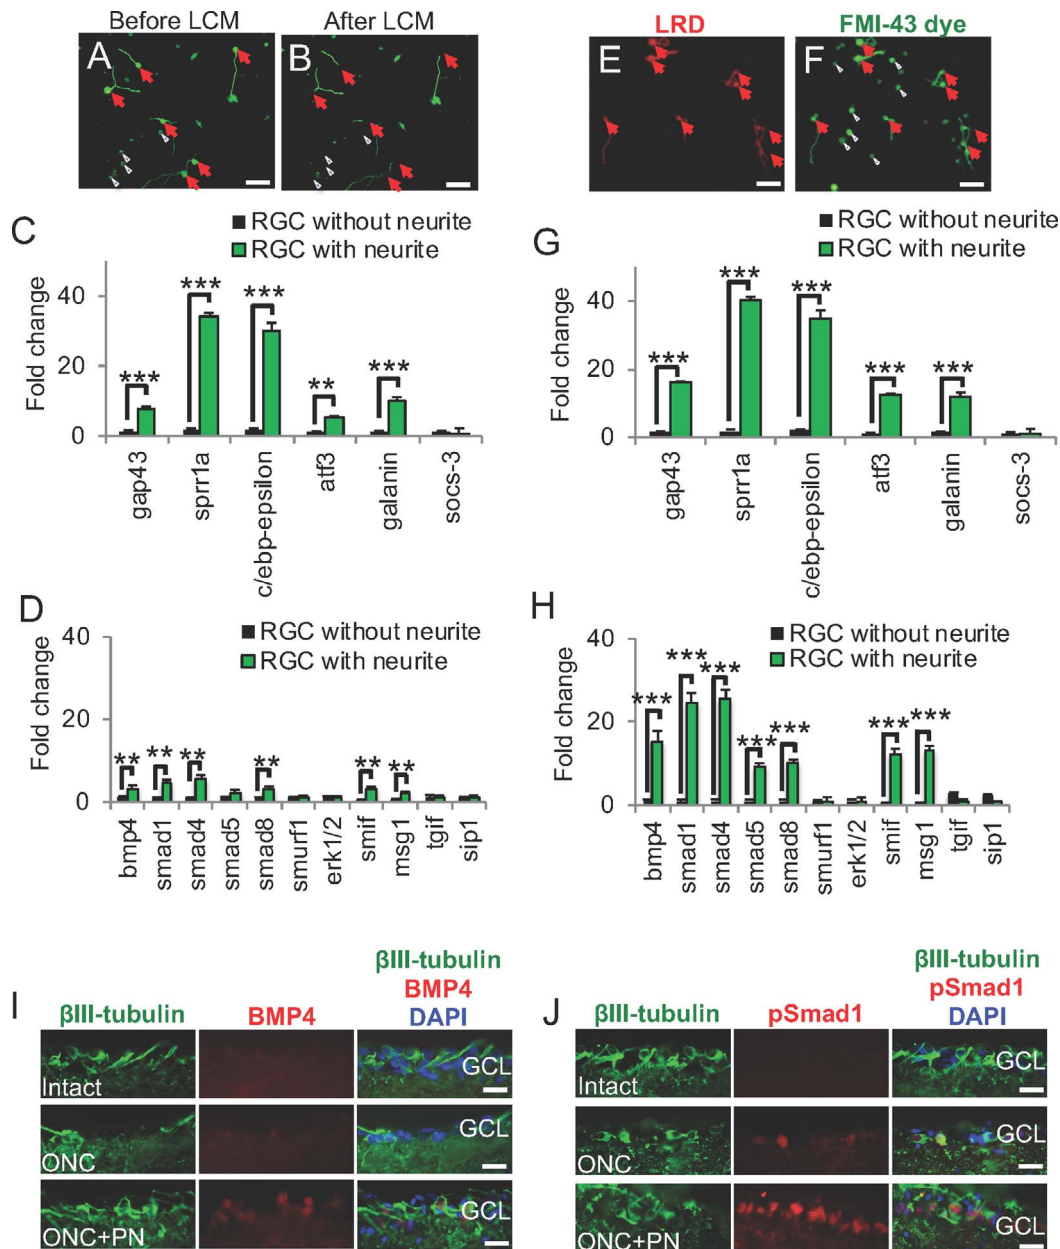 Before LCM
After LCM
A
B
LRD
FMI-43 dye
E
F
C
RGC without neurite
RGC with neurite
Fold change
40
20
0
***
***
***
**
***
gap43
sprr1a
c/ebp-epsilon
atf3
galanin
socs-3
G
RGC without neurite
RGC with neurite
Fold change
40
20
0
***
***
***
***
***
gap43
sprr1a
c/ebp-epsilon
atf3
galanin
socs-3
D
RGC without neurite
RGC with neurite
Fold change
40
20
0
**
**
**
**
**
**
bmp4
smad1
smad4
smad5
smad8
smurf1
erk1/2
smif
msg1
tgif
sip1
H
RGC without neurite
RGC with neurite
Fold change
40
20
0
***
***
***
***
***
***
***
bmp4
smad1
smad4
smad5
smad8
smurf1
erk1/2
smif
msg1
tgif
sip1
I
βIII-tubulin
BMP4
βIII-tubulin
BMP4
DAPI
Intact
GCL
ONC
GCL
ONC+PN
GCL
J
βIII-tubulin
pSmad1
βIII-tubulin
pSmad1
DAPI
Intact
GCL
ONC
GCL
ONC+PN
GCL